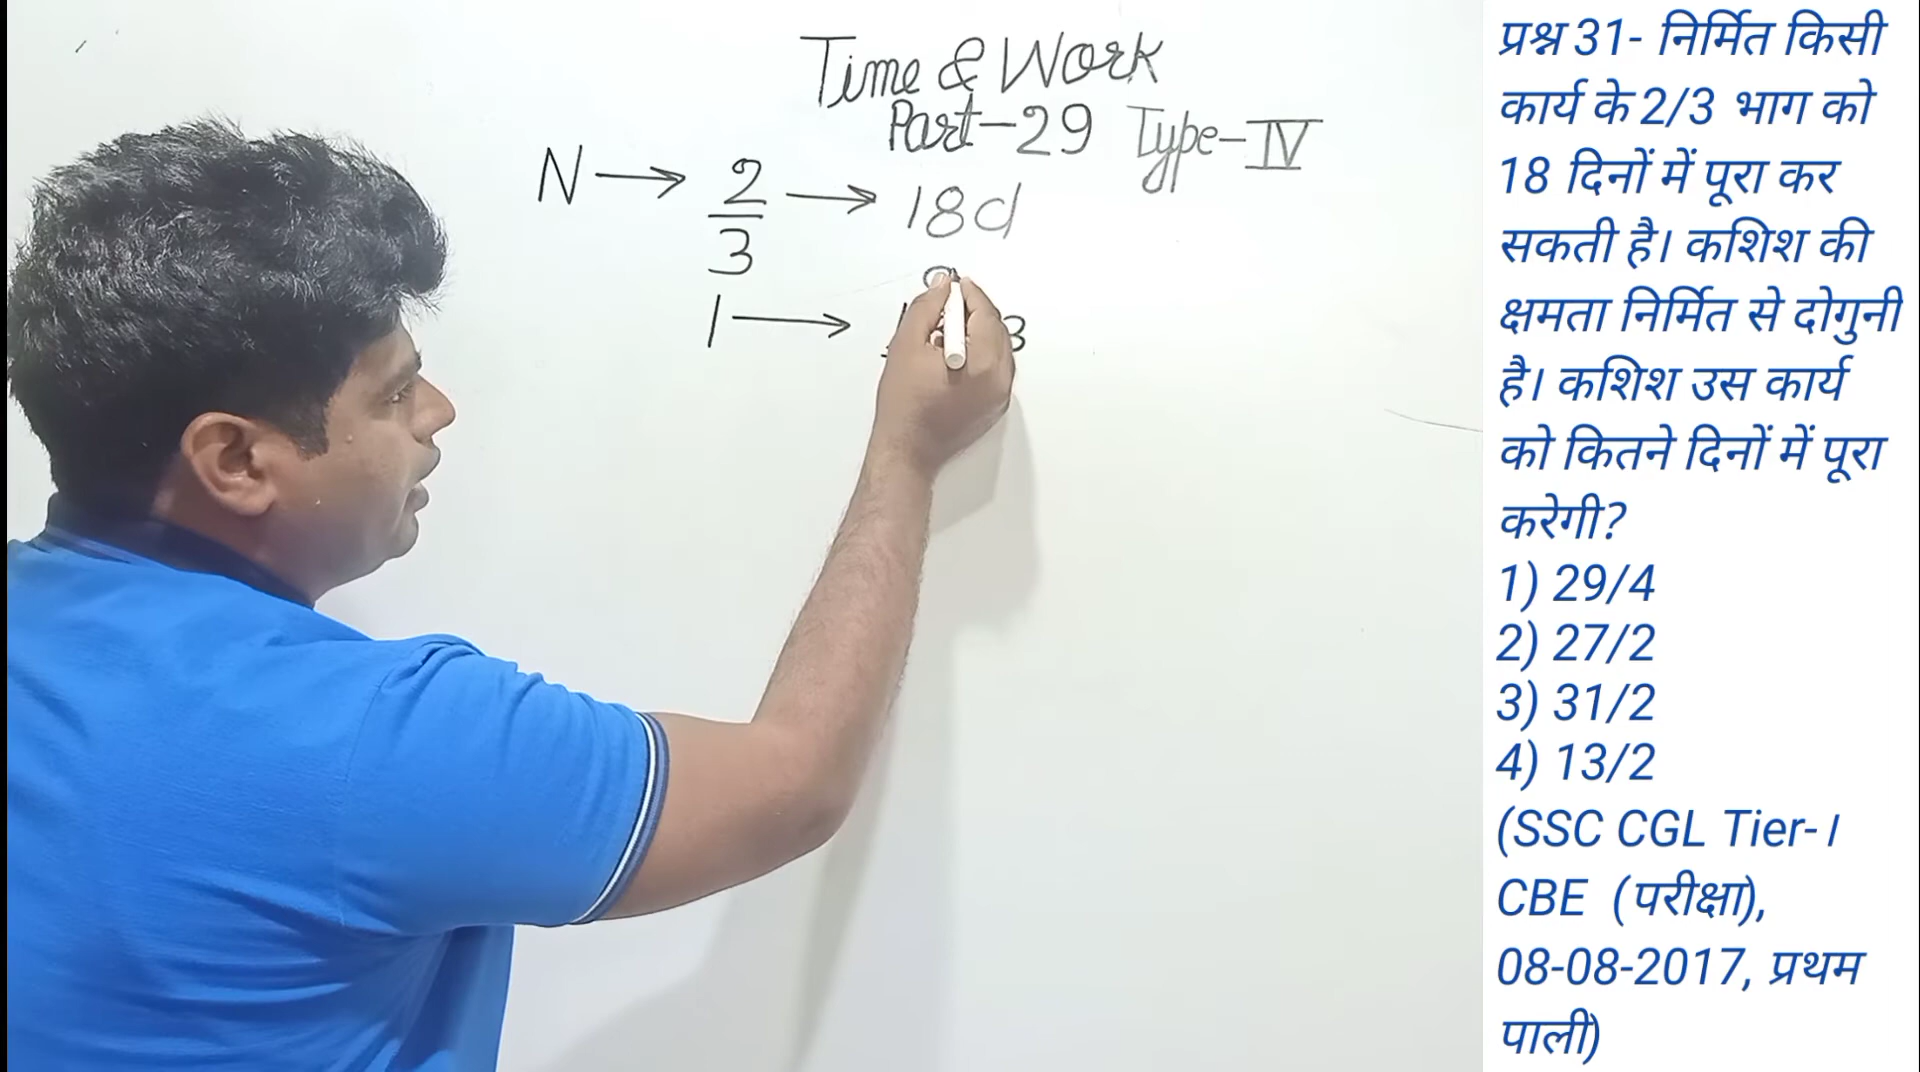 Time & Work
Part-29 Type-IV
N → 2/3 → 18d
1 →
3
प्रश्न 31- निर्मित किसी
कार्य के 2/3 भाग को
18 दिनों में पूरा कर
सकती है। कशिश की
क्षमता निर्मित से दोगुनी
है। कशिश उस कार्य
को कितने दिनों में पूरा
करेगी?
1) 29/4
2) 27/2
3) 31/2
4) 13/2
(SSC CGL Tier-I
CBE (परीक्षा),
08-08-2017, प्रथम
पाली)